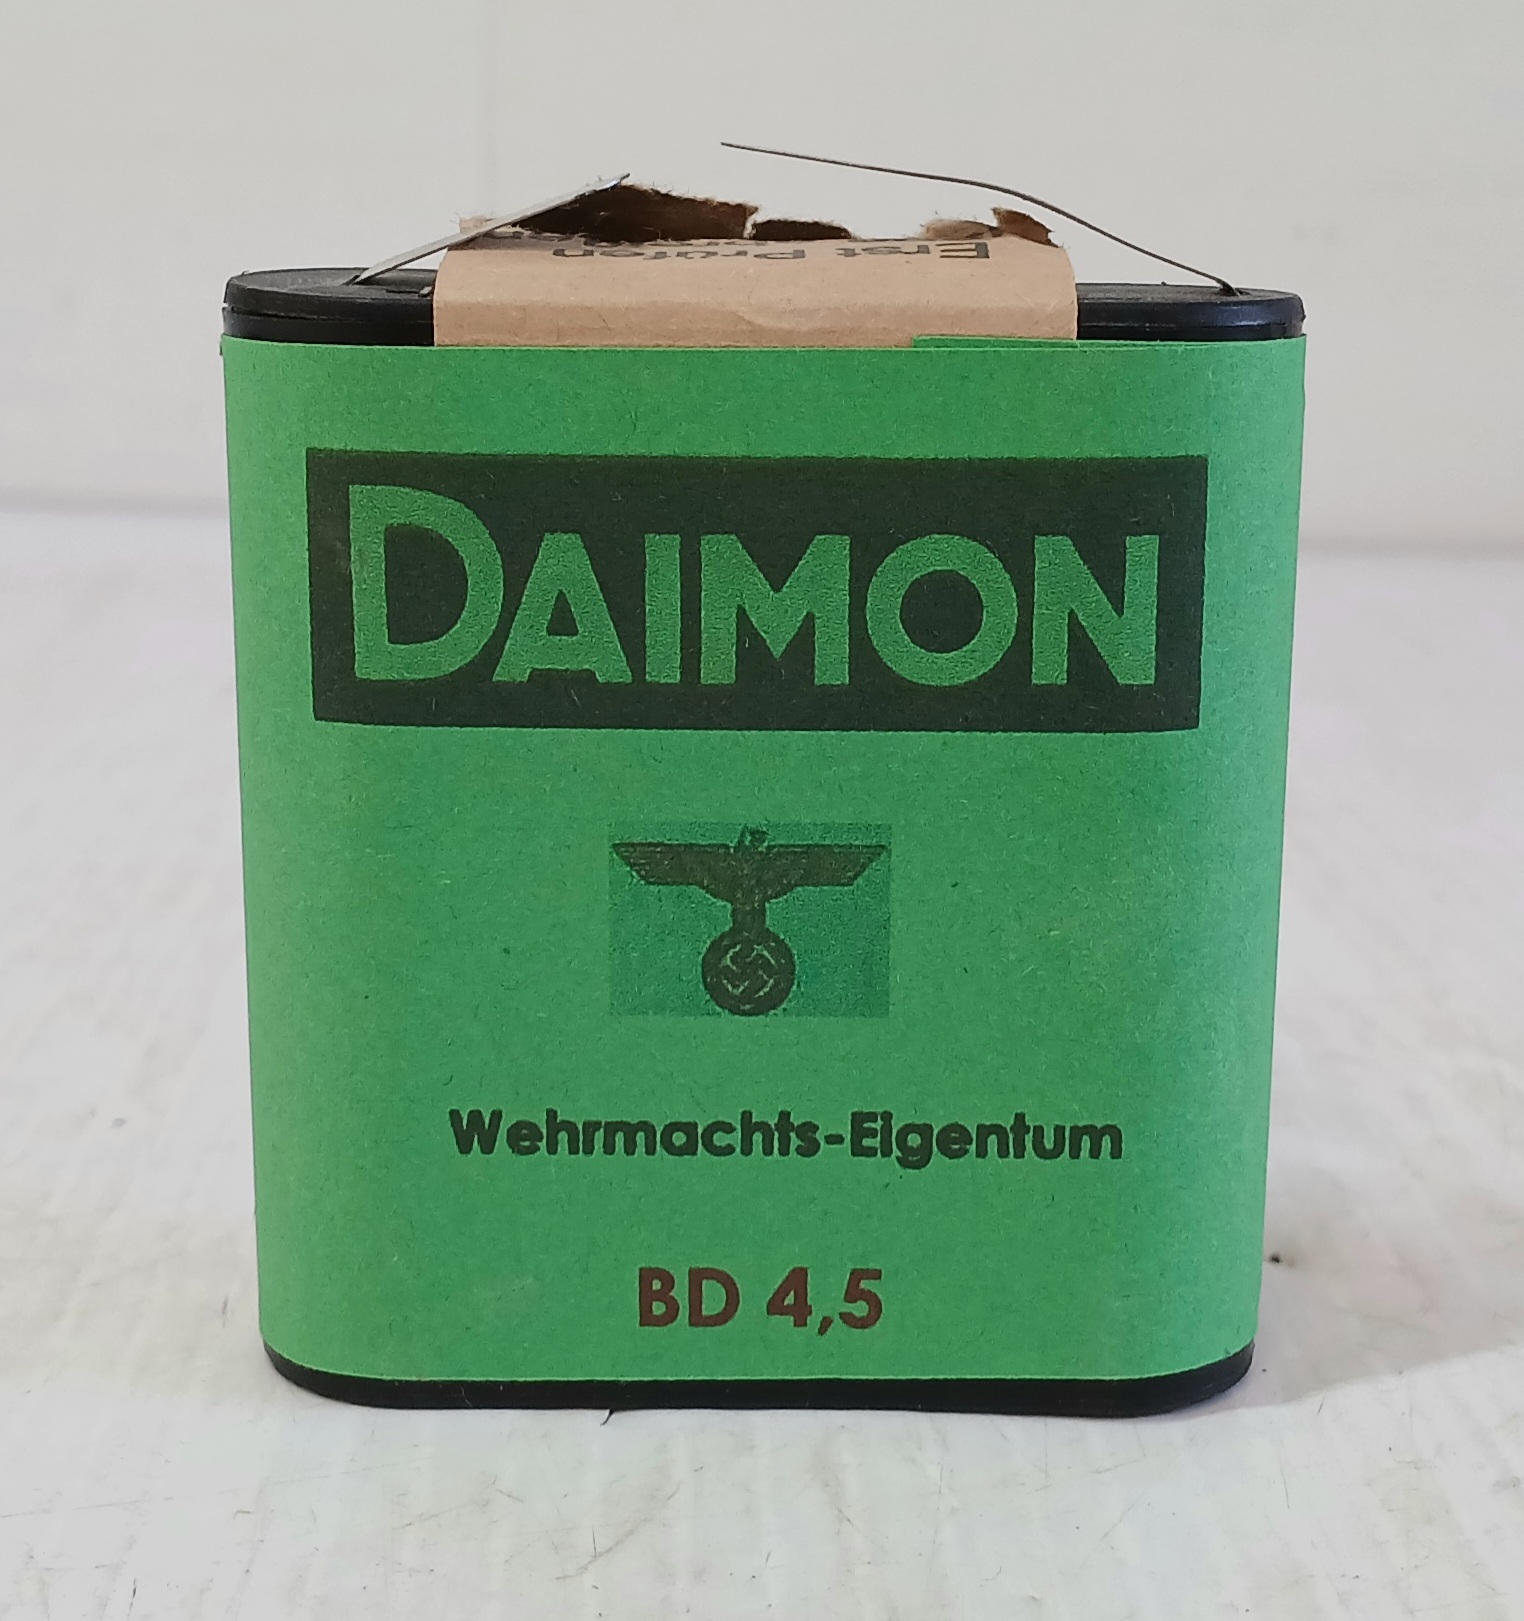 Erst Prüfen
DAIMON
Wehrmachts-Eigentum
BD 4,5